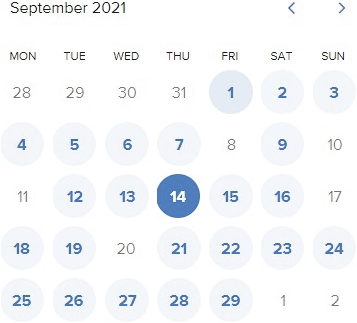 September 2021
MON TUE WED THU FRI SAT SUN
28 29 30 31 1 2 3
4 5 6 7 8 9 10
11 12 13 14 15 16 17
18 19 20 21 22 23 24
25 26 27 28 29 1 2